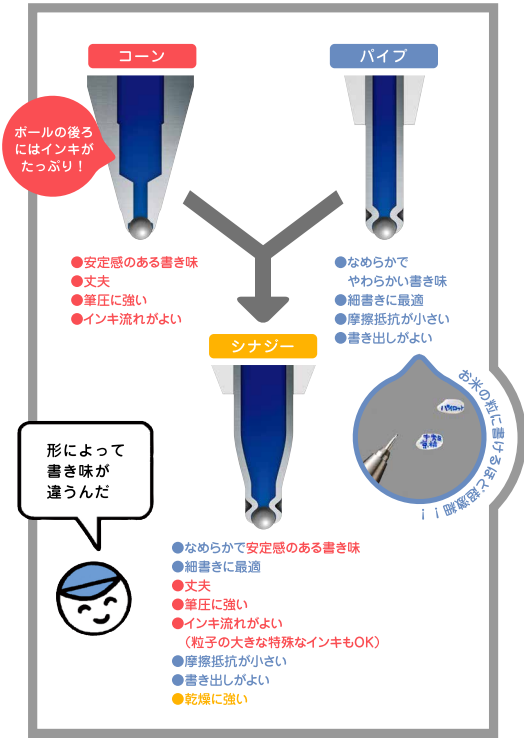 コーン
パイプ
ボールの後ろ
にはインキが
たっぷり！
●安定感のある書き味
●丈夫
●筆圧に強い
●インキ流れがよい
●なめらかで
やわらかい書き味
●細書きに最適
●摩擦抵抗が小さい
●書き出しがよい
シナジー
お米の粒に書けるほど超激細！！
パイロット
形によって
書き味が
違うんだ
●なめらかで安定感のある書き味
●細書きに最適
●丈夫
●筆圧に強い
●インキ流れがよい
（粒子の大きな特殊なインキもOK）
●摩擦抵抗が小さい
●書き出しがよい
●乾燥に強い